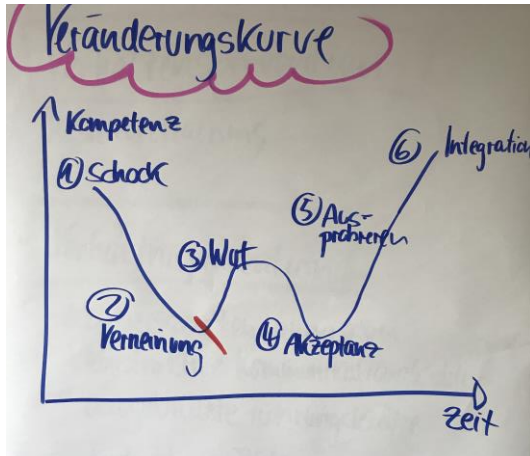 Veränderungskurve
Kompetenz
① Schock
② Verneinung
③ Wut
④ Akzeptanz
⑤ Aus-
probieren
⑥ Integration
Zeit